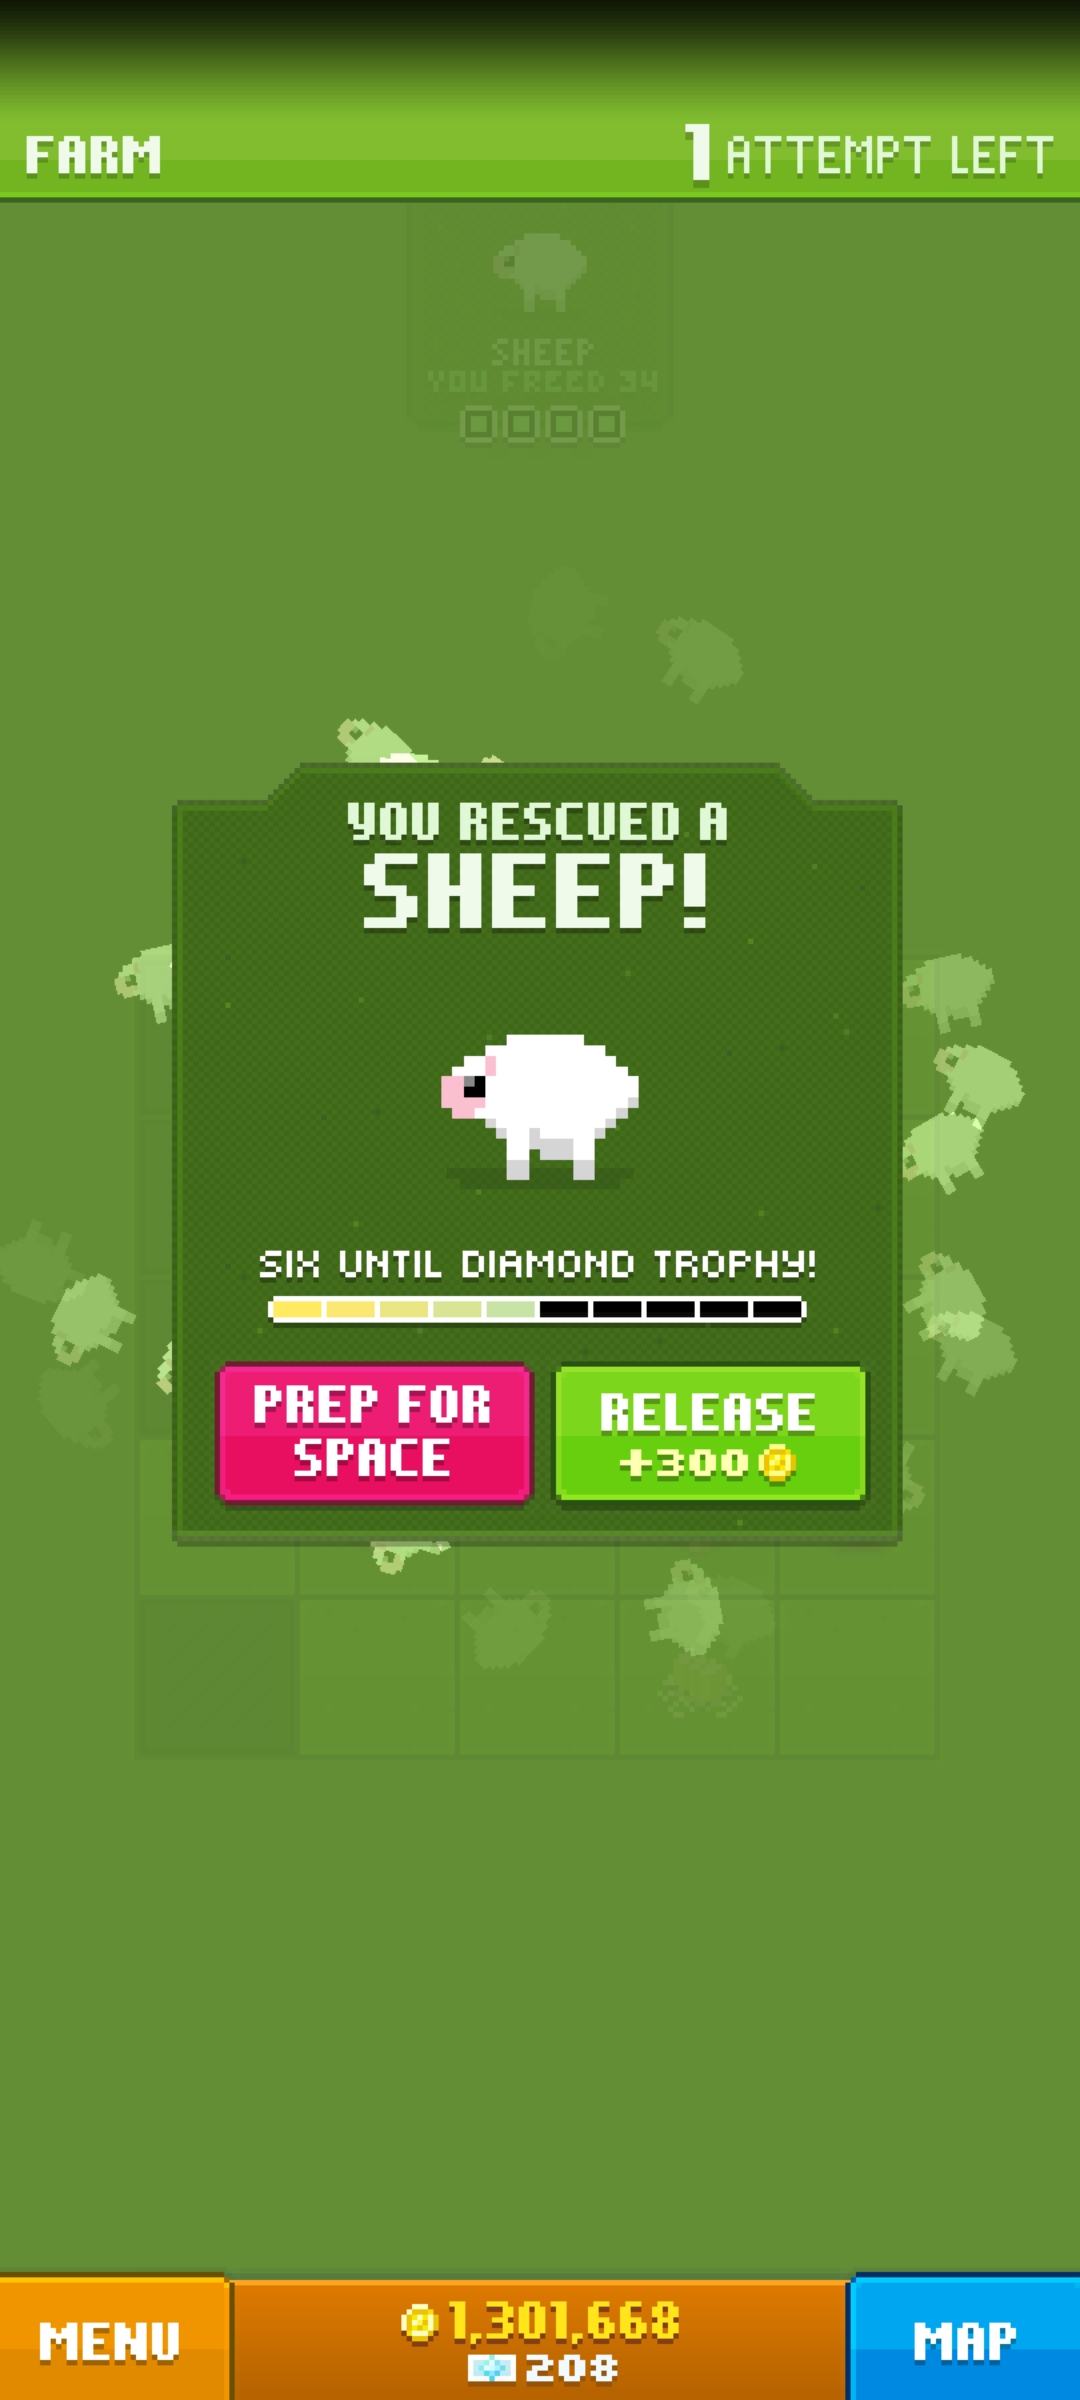 FARM
1 ATTEMPT LEFT
SHEEP
YOU FREED 34
YOU RESCUED A
SHEEP!
SIX UNTIL DIAMOND TROPHY!
PREP FOR
SPACE
RELEASE
+300
MENU
1,301,668
208
MAP